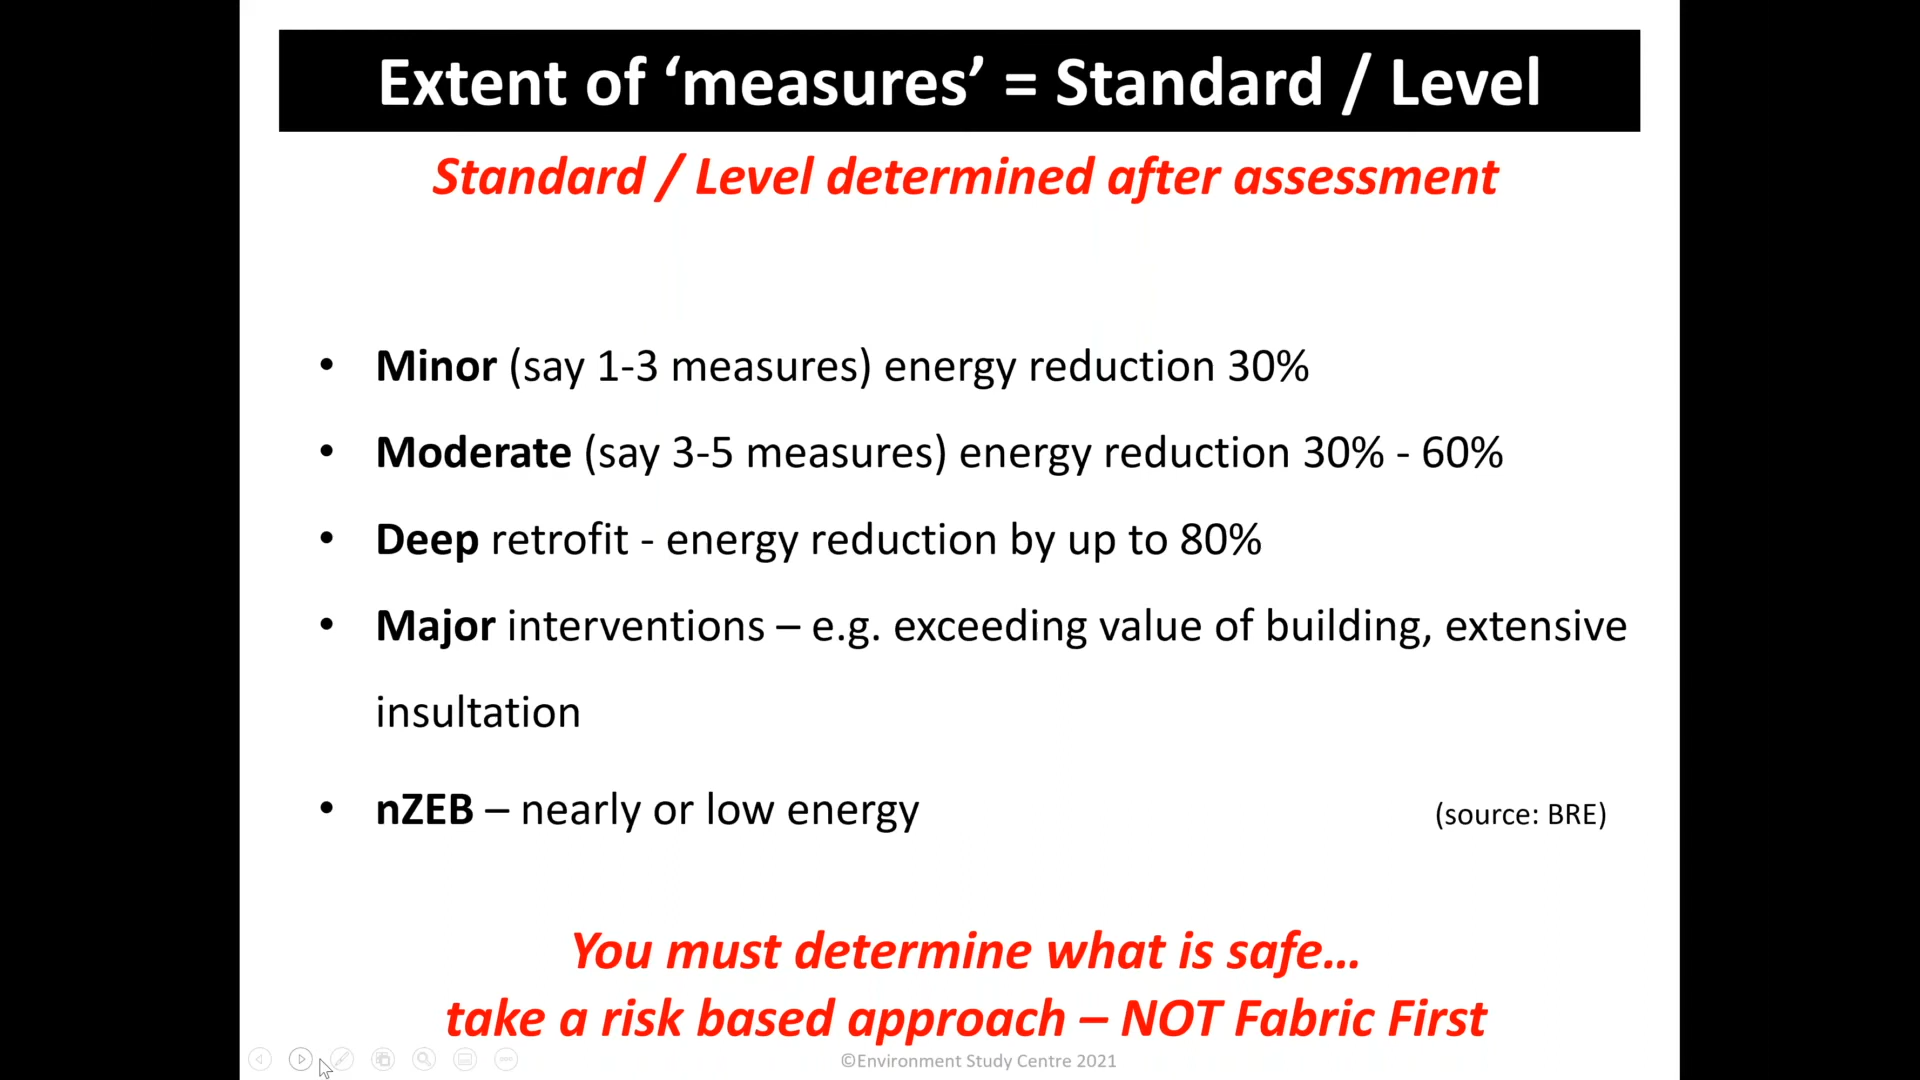 Extent of ‘measures’ = Standard / Level
Standard / Level determined after assessment
• Minor (say 1-3 measures) energy reduction 30%
• Moderate (say 3-5 measures) energy reduction 30% - 60%
• Deep retrofit - energy reduction by up to 80%
• Major interventions – e.g. exceeding value of building, extensive
insultation
• nZEB – nearly or low energy (source: BRE)
You must determine what is safe...
take a risk based approach – NOT Fabric First
©Environment Study Centre 2021